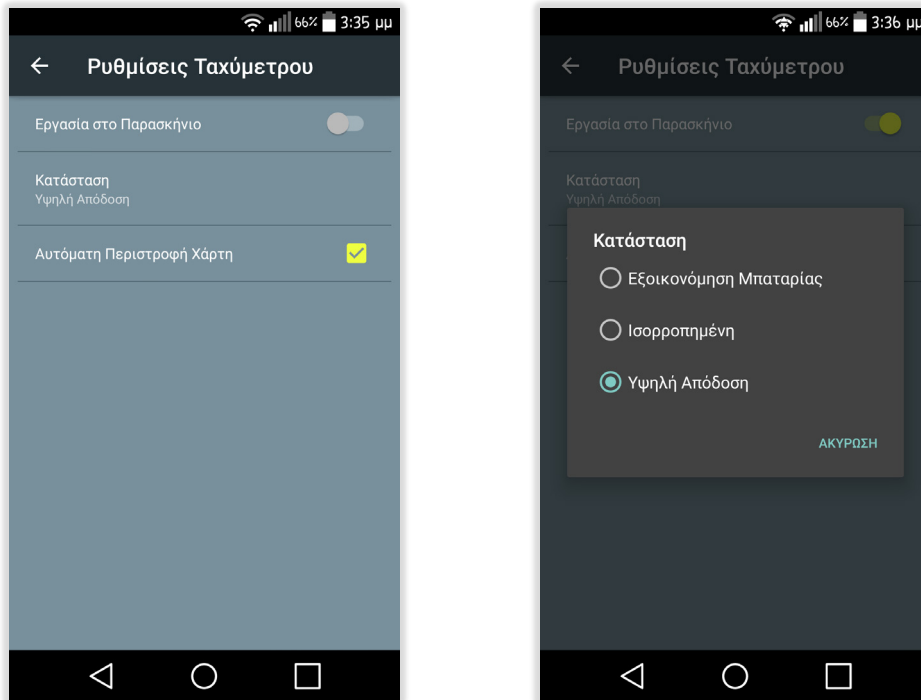 66% 3:35 μμ
Ρυθμίσεις Ταχύμετρου
Εργασία στο Παρασκήνιο
Κατάσταση
Υψηλή Απόδοση
Αυτόματη Περιστροφή Χάρτη
66% 3:36 μμ
Ρυθμίσεις Ταχύμετρου
Εργασία στο Παρασκήνιο
Κατάσταση
Υψηλή Απόδοση
Κατάσταση
Εξοικονόμηση Μπαταρίας
Ισορροπημένη
Υψηλή Απόδοση
ΑΚΥΡΩΣΗ